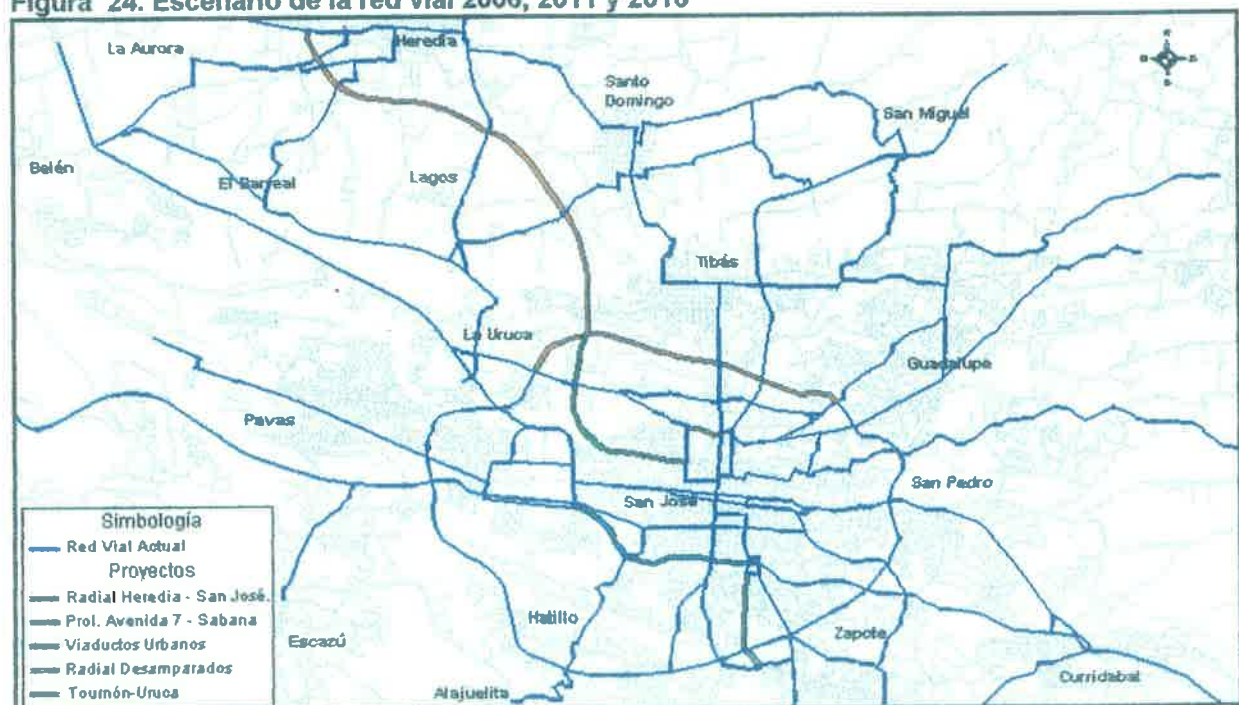 Figura 24. Escenario de la red vial 2006, 2011 y 2016
La Aurora
Heredia
Santo
Domingo
San Miguel
Belén
El Barreal
Lagos
Tibás
La Uruca
Guadalupe
Pavas
San José
San Pedro
Simbología
Red Vial Actual
Proyectos
Radial Heredia - San José.
Prol. Avenida 7 - Sabana
Viaductos Urbanos
Radial Desamparados
Tournón-Uruca
Escazú
Hatillo
Zapote
Alajuelita
Curridabat